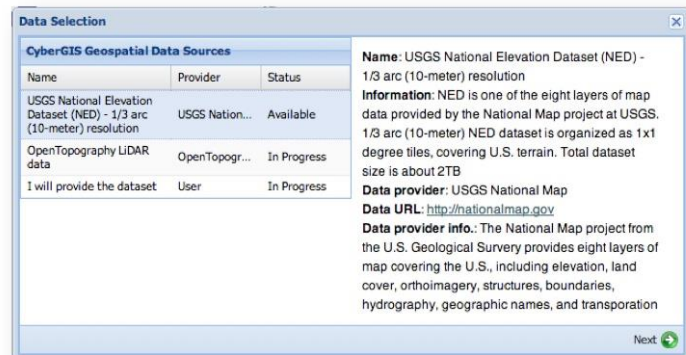 Data Selection
CyberGIS Geospatial Data Sources
Name Provider Status
USGS National Elevation
Dataset (NED) - 1/3 arc
(10-meter) resolution
USGS Nation...
Available
OpenTopography LiDAR
data
OpenTopogr...
In Progress
I will provide the dataset User In Progress
Name: USGS National Elevation Dataset (NED) -
1/3 arc (10-meter) resolution
Information: NED is one of the eight layers of map
data provided by the National Map project at USGS.
1/3 arc (10-meter) NED dataset is organized as 1x1
degree tiles, covering U.S. terrain. Total dataset
size is about 2TB
Data provider: USGS National Map
Data URL: http://nationalmap.gov
Data provider info.: The National Map project from
the U.S. Geological Survery provides eight layers of
map covering the U.S., including elevation, land
cover, orthoimagery, structures, boundaries,
hydrography, geographic names, and transporation
Next